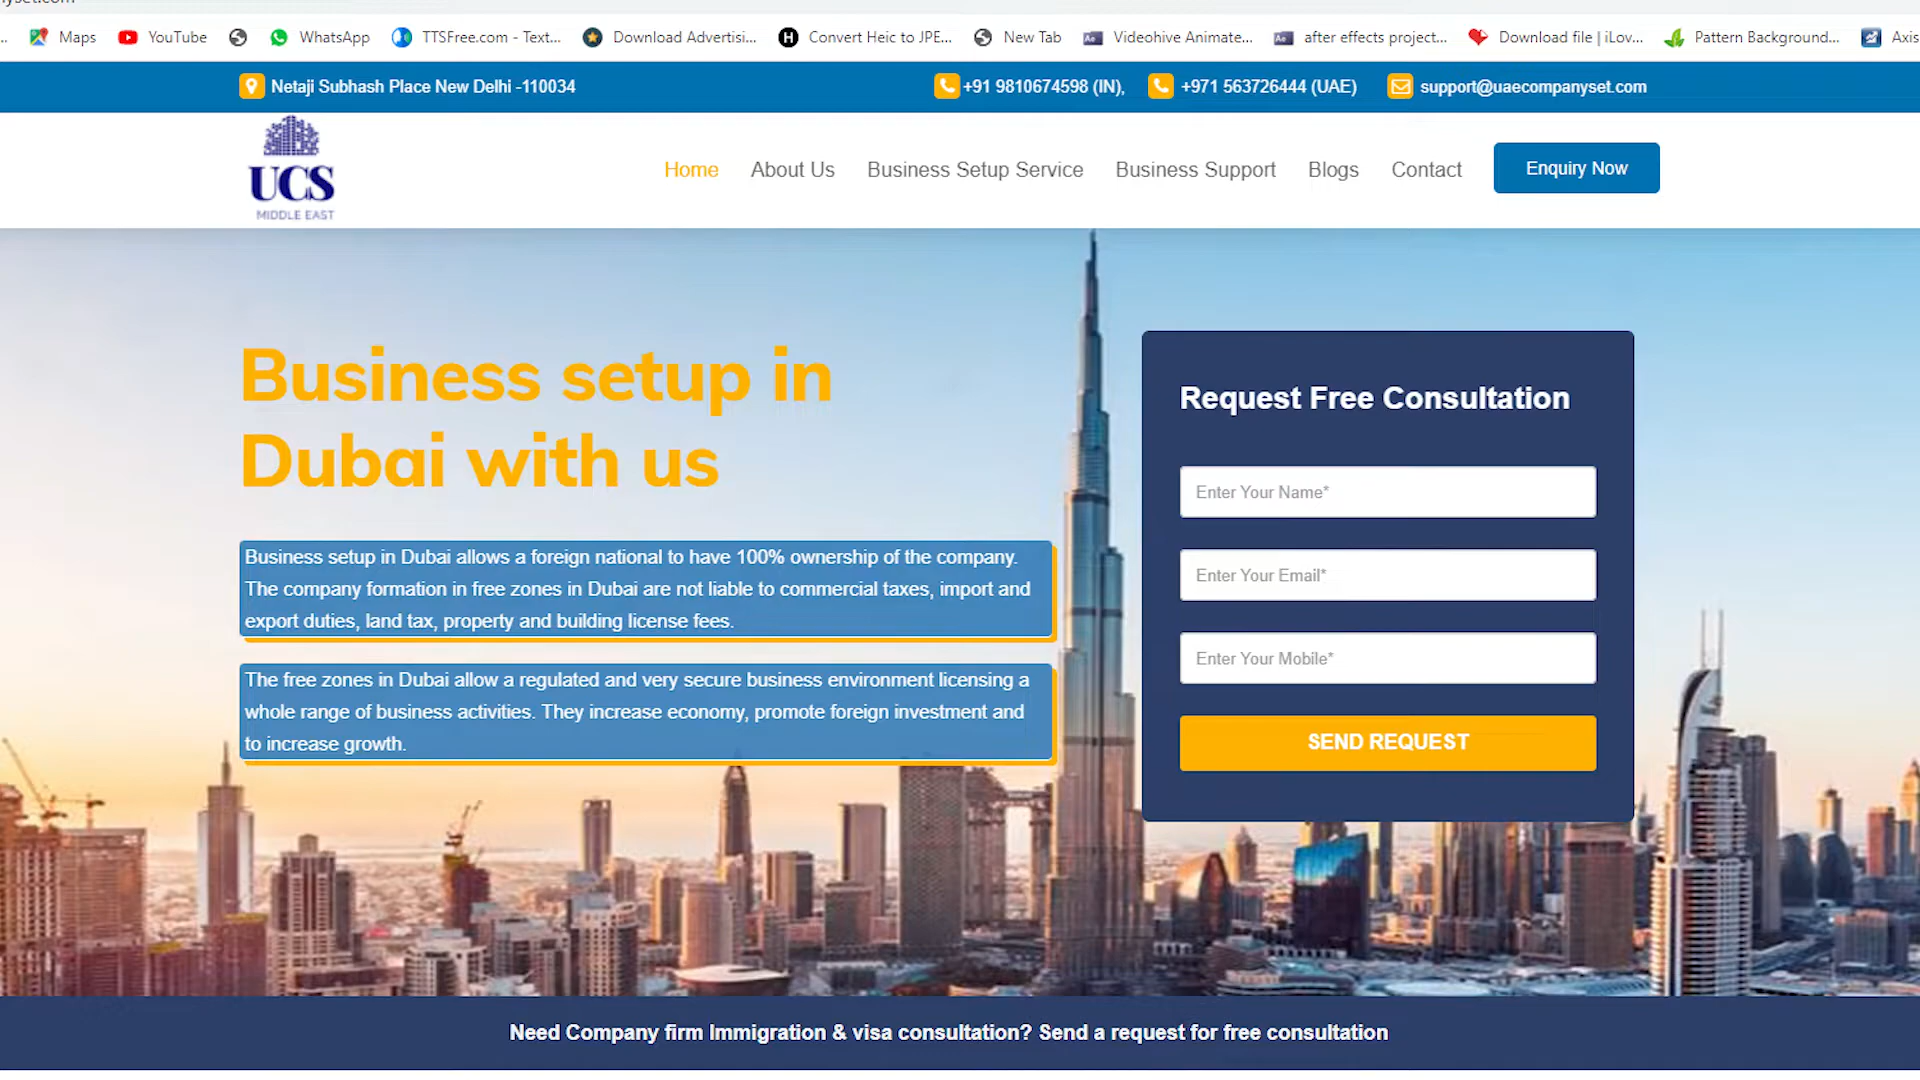 Maps YouTube WhatsApp TTSFree.com - Text... Download Advertisi... Convert Heic to JPE... New Tab Videohive Animate... after effects project... Download file | iLov... Pattern Background... Axis
Netaji Subhash Place New Delhi -110034 +91 9810674598 (IN), +971 563726444 (UAE) support@uaecompanyset.com
UCS
MIDDLE EAST
Home About Us Business Setup Service Business Support Blogs Contact Enquiry Now
Business setup in
Dubai with us
Business setup in Dubai allows a foreign national to have 100% ownership of the company.
The company formation in free zones in Dubai are not liable to commercial taxes, import and
export duties, land tax, property and building license fees.
The free zones in Dubai allow a regulated and very secure business environment licensing a
whole range of business activities. They increase economy, promote foreign investment and
to increase growth.
Request Free Consultation
Enter Your Name*
Enter Your Email*
Enter Your Mobile*
SEND REQUEST
Need Company firm Immigration & visa consultation? Send a request for free consultation